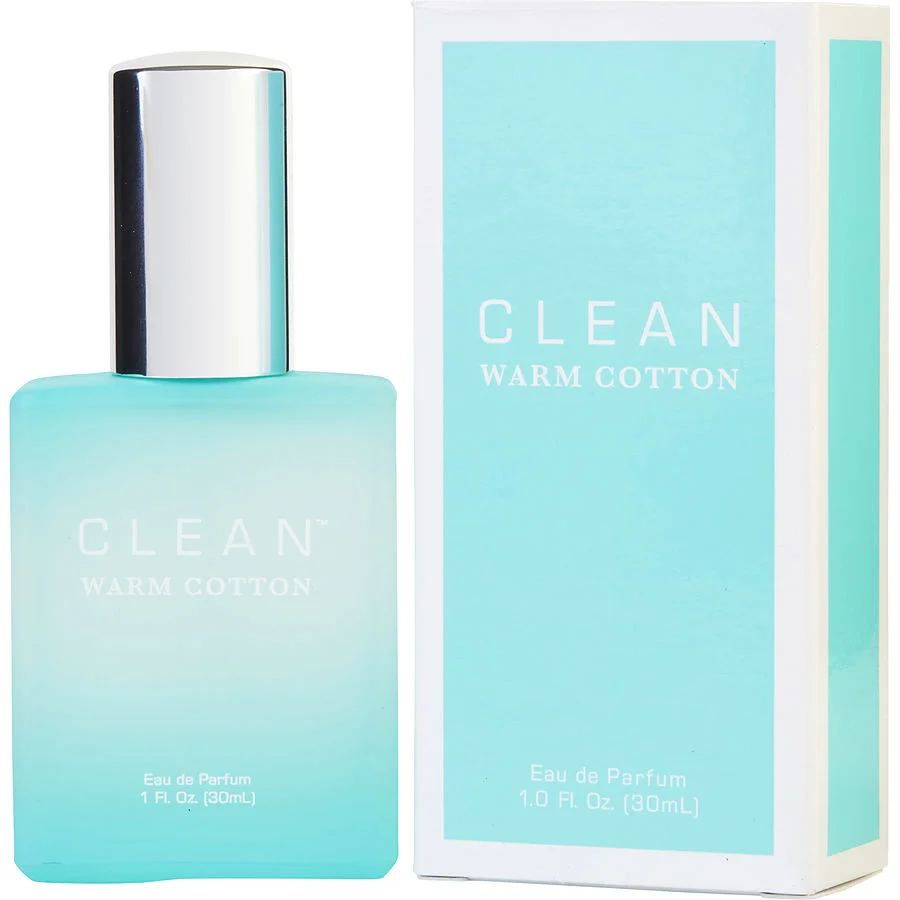 CLEAN™
WARM COTTON
Eau de Parfum
1 Fl. Oz. (30mL)
CLEAN
WARM COTTON
Eau de Parfum
1.0 Fl. Oz. (30mL)